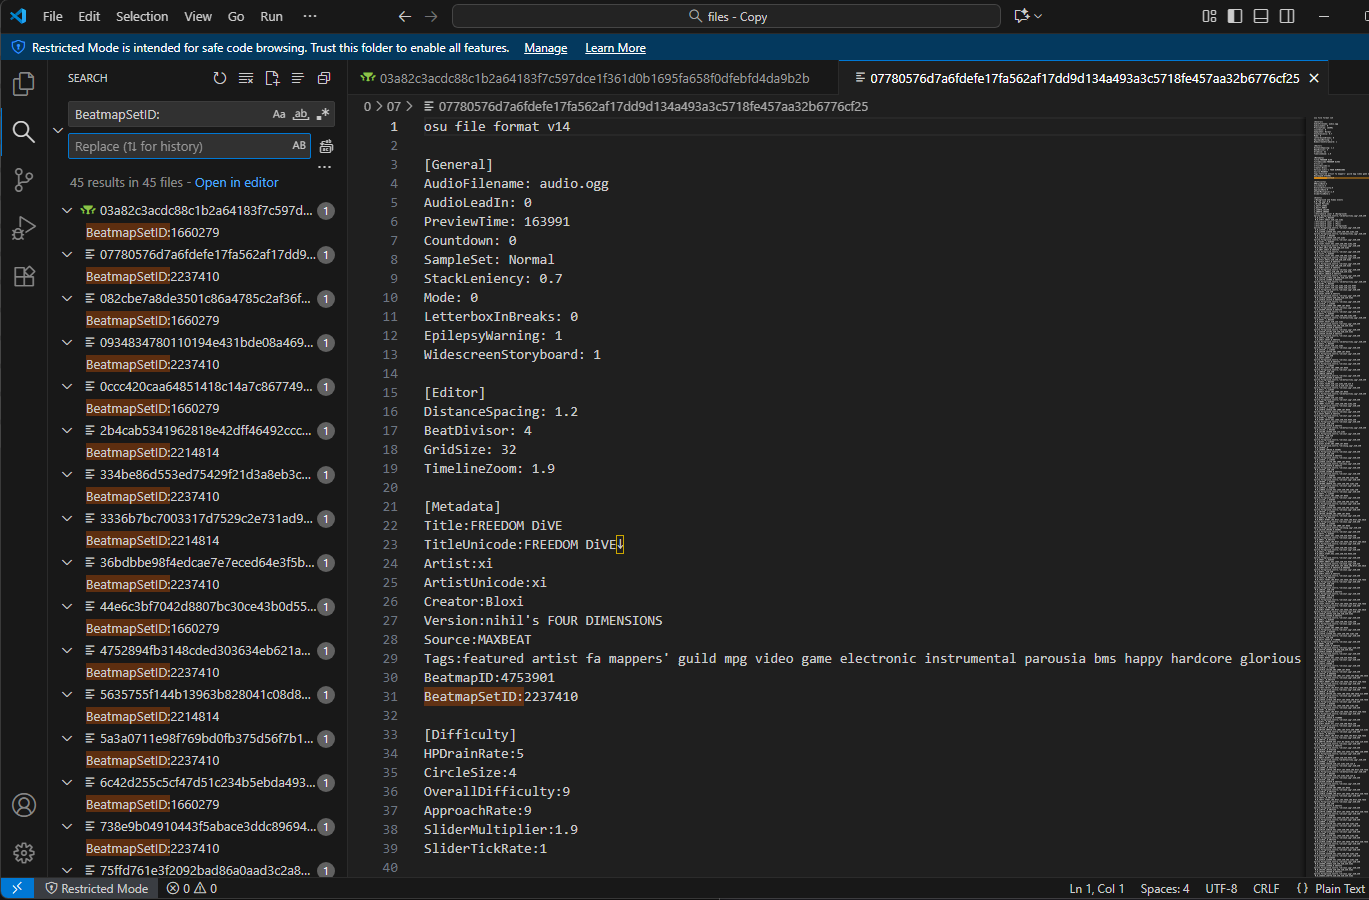 File Edit Selection View Go Run ··· files - Copy
Restricted Mode is intended for safe code browsing. Trust this folder to enable all features. Manage Learn More
SEARCH
BeatmapSetID:
Aa ab .*
Replace (⇅ for history) AB
···
45 results in 45 files - Open in editor
03a82c3acdc88c1b2a64183f7c597d... 1
BeatmapSetID:1660279
07780576d7a6fdefe17fa562af17dd9... 1
BeatmapSetID:2237410
082cbe7a8de3501c86a4785c2af36f... 1
BeatmapSetID:1660279
0934834780110194e431bde08a469... 1
BeatmapSetID:2237410
0ccc420caa64851418c14a7c867749... 1
BeatmapSetID:1660279
2b4cab5341962818e42dff46492ccc... 1
BeatmapSetID:2214814
334be86d553ed75429f21d3a8eb3c... 1
BeatmapSetID:2237410
3336b7bc7003317d7529c2e731ad9... 1
BeatmapSetID:2214814
36bdbbe98f4edcae7e7eced64e3f5b... 1
BeatmapSetID:2237410
44e6c3bf7042d8807bc30ce43b0d55... 1
BeatmapSetID:1660279
4752894fb3148cded303634eb621a... 1
BeatmapSetID:2237410
5635755f144b13963b828041c08d8... 1
BeatmapSetID:2214814
5a3a0711e98f769bd0fb375d56f7b1... 1
BeatmapSetID:2237410
6c42d255c5cf47d51c234b5ebda493... 1
BeatmapSetID:1660279
738e9b04910443f5abace3ddc89694... 1
BeatmapSetID:2237410
75ffd761e3f2092bad86a0aad3c2a8... 1
03a82c3acdc88c1b2a64183f7c597dce1f361d0b1695fa658f0dfebfd4da9b2b
07780576d7a6fdefe17fa562af17dd9d134a493a3c5718fe457aa32b6776cf25
0 > 07 > 07780576d7a6fdefe17fa562af17dd9d134a493a3c5718fe457aa32b6776cf25
1 osu file format v14
2
3 [General]
4 AudioFilename: audio.ogg
5 AudioLeadIn: 0
6 PreviewTime: 163991
7 Countdown: 0
8 SampleSet: Normal
9 StackLeniency: 0.7
10 Mode: 0
11 LetterboxInBreaks: 0
12 EpilepsyWarning: 1
13 WidescreenStoryboard: 1
14
15 [Editor]
16 DistanceSpacing: 1.2
17 BeatDivisor: 4
18 GridSize: 32
19 TimelineZoom: 1.9
20
21 [Metadata]
22 Title:FREEDOM DiVE
23 TitleUnicode:FREEDOM DiVE↓
24 Artist:xi
25 ArtistUnicode:xi
26 Creator:Bloxi
27 Version:nihil's FOUR DIMENSIONS
28 Source:MAXBEAT
29 Tags:featured artist fa mappers' guild mpg video game electronic instrumental parousia bms happy hardcore glorious
30 BeatmapID:4753901
31 BeatmapSetID:2237410
32
33 [Difficulty]
34 HPDrainRate:5
35 CircleSize:4
36 OverallDifficulty:9
37 ApproachRate:9
38 SliderMultiplier:1.9
39 SliderTickRate:1
40
Restricted Mode 0 0 Ln 1, Col 1 Spaces: 4 UTF-8 CRLF {} Plain Text